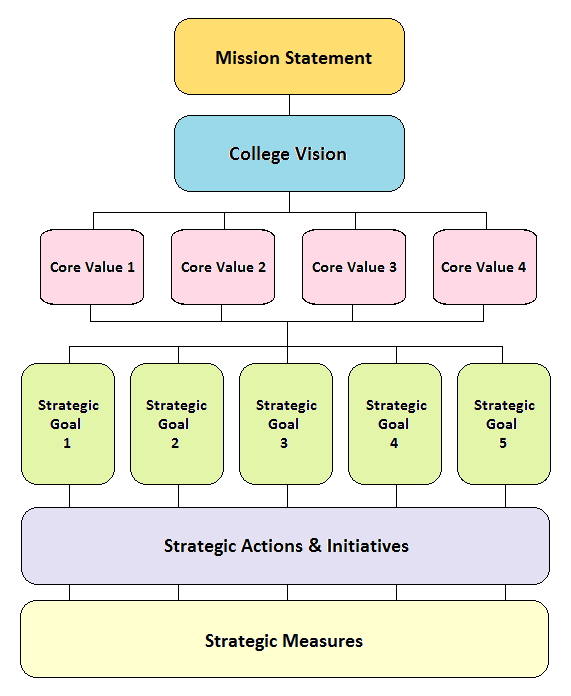 Mission Statement
College Vision
Core Value 1
Core Value 2
Core Value 3
Core Value 4
Strategic
Goal
1
Strategic
Goal
2
Strategic
Goal
3
Strategic
Goal
4
Strategic
Goal
5
Strategic Actions & Initiatives
Strategic Measures